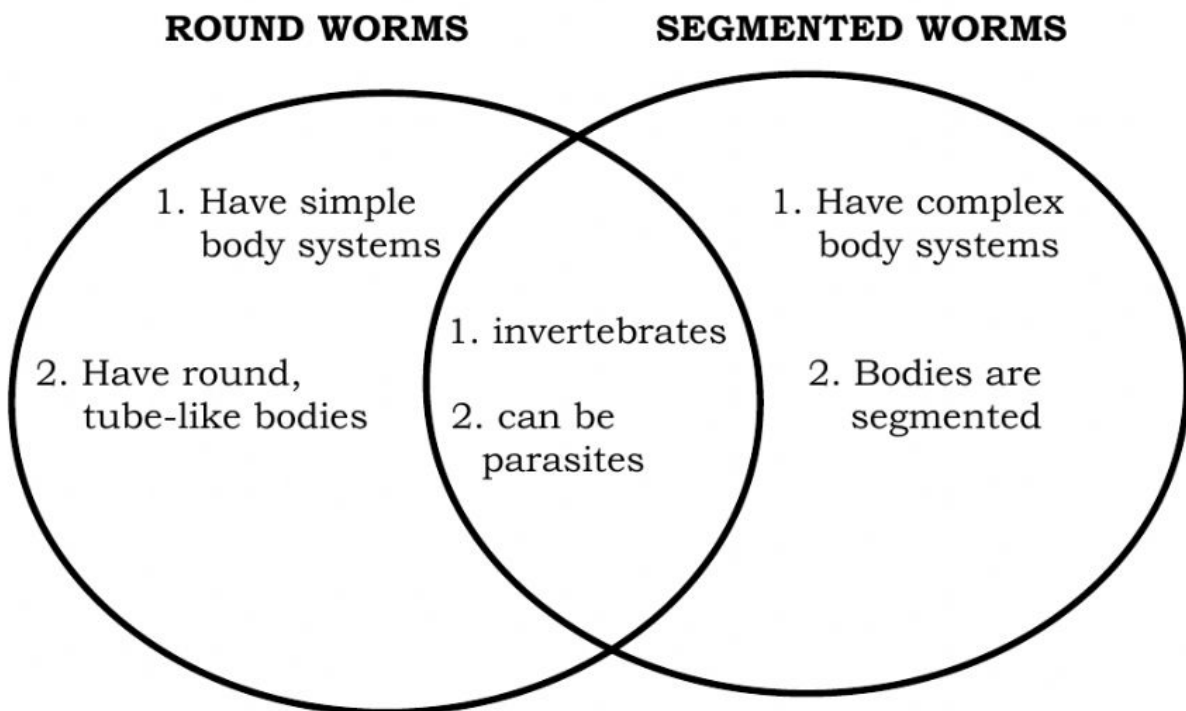 ROUND WORMS
SEGMENTED WORMS
1. Have simple
body systems
2. Have round,
tube-like bodies
1. invertebrates
2. can be
parasites
1. Have complex
body systems
2. Bodies are
segmented